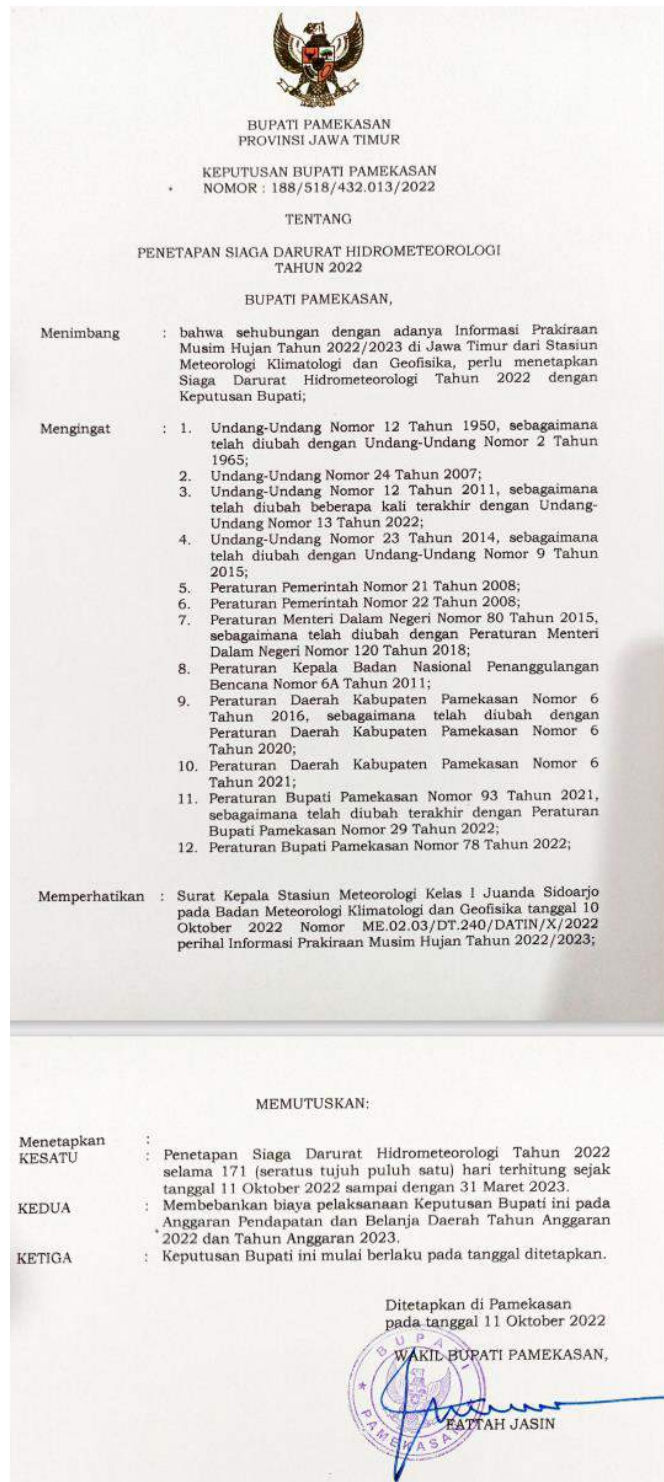 BUPATI PAMEKASAN
PROVINSI JAWA TIMUR
KEPUTUSAN BUPATI PAMEKASAN
NOMOR : 188/518/432.013/2022
TENTANG
PENETAPAN SIAGA DARURAT HIDROMETEOROLOGI
TAHUN 2022
BUPATI PAMEKASAN,
Menimbang : bahwa sehubungan dengan adanya Informasi Prakiraan
Musim Hujan Tahun 2022/2023 di Jawa Timur dari Stasiun
Meteorologi Klimatologi dan Geofisika, perlu menetapkan
Siaga Darurat Hidrometeorologi Tahun 2022 dengan
Keputusan Bupati;
Mengingat : 1. Undang-Undang Nomor 12 Tahun 1950, sebagaimana
telah diubah dengan Undang-Undang Nomor 2 Tahun
1965;
2. Undang-Undang Nomor 24 Tahun 2007;
3. Undang-Undang Nomor 12 Tahun 2011, sebagaimana
telah diubah beberapa kali terakhir dengan Undang-
Undang Nomor 13 Tahun 2022;
4. Undang-Undang Nomor 23 Tahun 2014, sebagaimana
telah diubah dengan Undang-Undang Nomor 9 Tahun
2015;
5. Peraturan Pemerintah Nomor 21 Tahun 2008;
6. Peraturan Pemerintah Nomor 22 Tahun 2008;
7. Peraturan Menteri Dalam Negeri Nomor 80 Tahun 2015,
sebagaimana telah diubah dengan Peraturan Menteri
Dalam Negeri Nomor 120 Tahun 2018;
8. Peraturan Kepala Badan Nasional Penanggulangan
Bencana Nomor 6A Tahun 2011;
9. Peraturan Daerah Kabupaten Pamekasan Nomor 6
Tahun 2016, sebagaimana telah diubah dengan
Peraturan Daerah Kabupaten Pamekasan Nomor 6
Tahun 2020;
10. Peraturan Daerah Kabupaten Pamekasan Nomor 6
Tahun 2021;
11. Peraturan Bupati Pamekasan Nomor 93 Tahun 2021,
sebagaimana telah diubah terakhir dengan Peraturan
Bupati Pamekasan Nomor 29 Tahun 2022;
12. Peraturan Bupati Pamekasan Nomor 78 Tahun 2022;
Memperhatikan : Surat Kepala Stasiun Meteorologi Kelas I Juanda Sidoarjo
pada Badan Meteorologi Klimatologi dan Geofisika tanggal 10
Oktober 2022 Nomor ME.02.03/DT.240/DATIN/X/2022
perihal Informasi Prakiraan Musim Hujan Tahun 2022/2023;
MEMUTUSKAN:
Menetapkan :
KESATU : Penetapan Siaga Darurat Hidrometeorologi Tahun 2022
selama 171 (seratus tujuh puluh satu) hari terhitung sejak
tanggal 11 Oktober 2022 sampai dengan 31 Maret 2023.
KEDUA : Membebankan biaya pelaksanaan Keputusan Bupati ini pada
Anggaran Pendapatan dan Belanja Daerah Tahun Anggaran
2022 dan Tahun Anggaran 2023.
KETIGA : Keputusan Bupati ini mulai berlaku pada tanggal ditetapkan.
Ditetapkan di Pamekasan
pada tanggal 11 Oktober 2022
WAKIL BUPATI PAMEKASAN,
BUPATI
PAMEKASAN
FATTAH JASIN